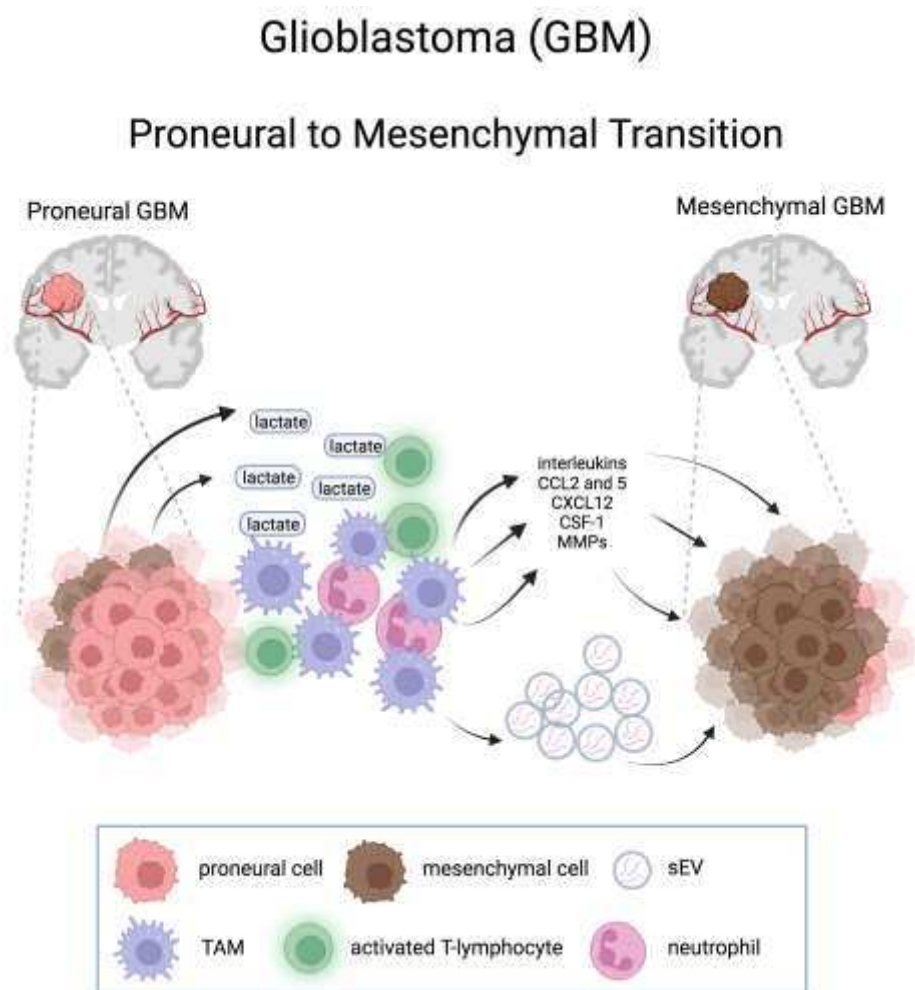 Glioblastoma (GBM)
Proneural to Mesenchymal Transition
Proneural GBM
Mesenchymal GBM
lactate
lactate
lactate
lactate
lactate
interleukins
CCL2 and 5
CXCL12
CSF-1
MMPs
proneural cell
mesenchymal cell
sEV
TAM
activated T-lymphocyte
neutrophil